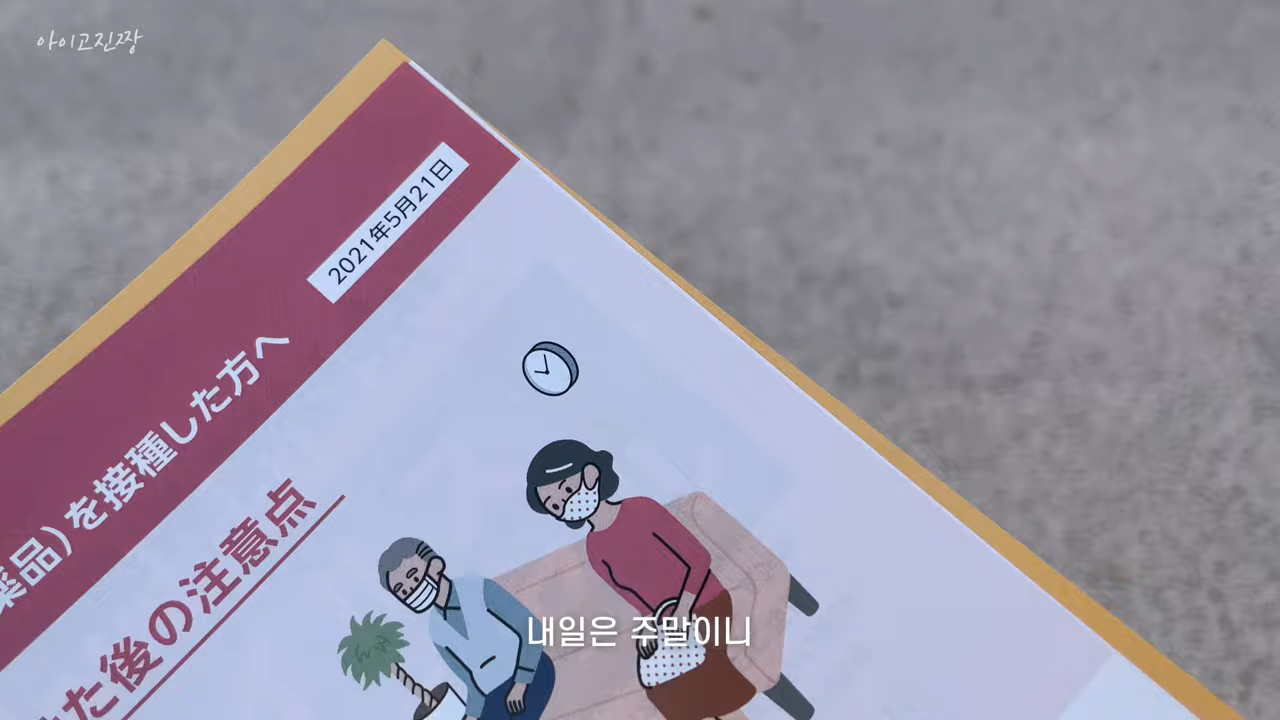 아이고진짱
2021年5月21日
薬品)を接種した方へ
た後の注意点
내일은 주말이니